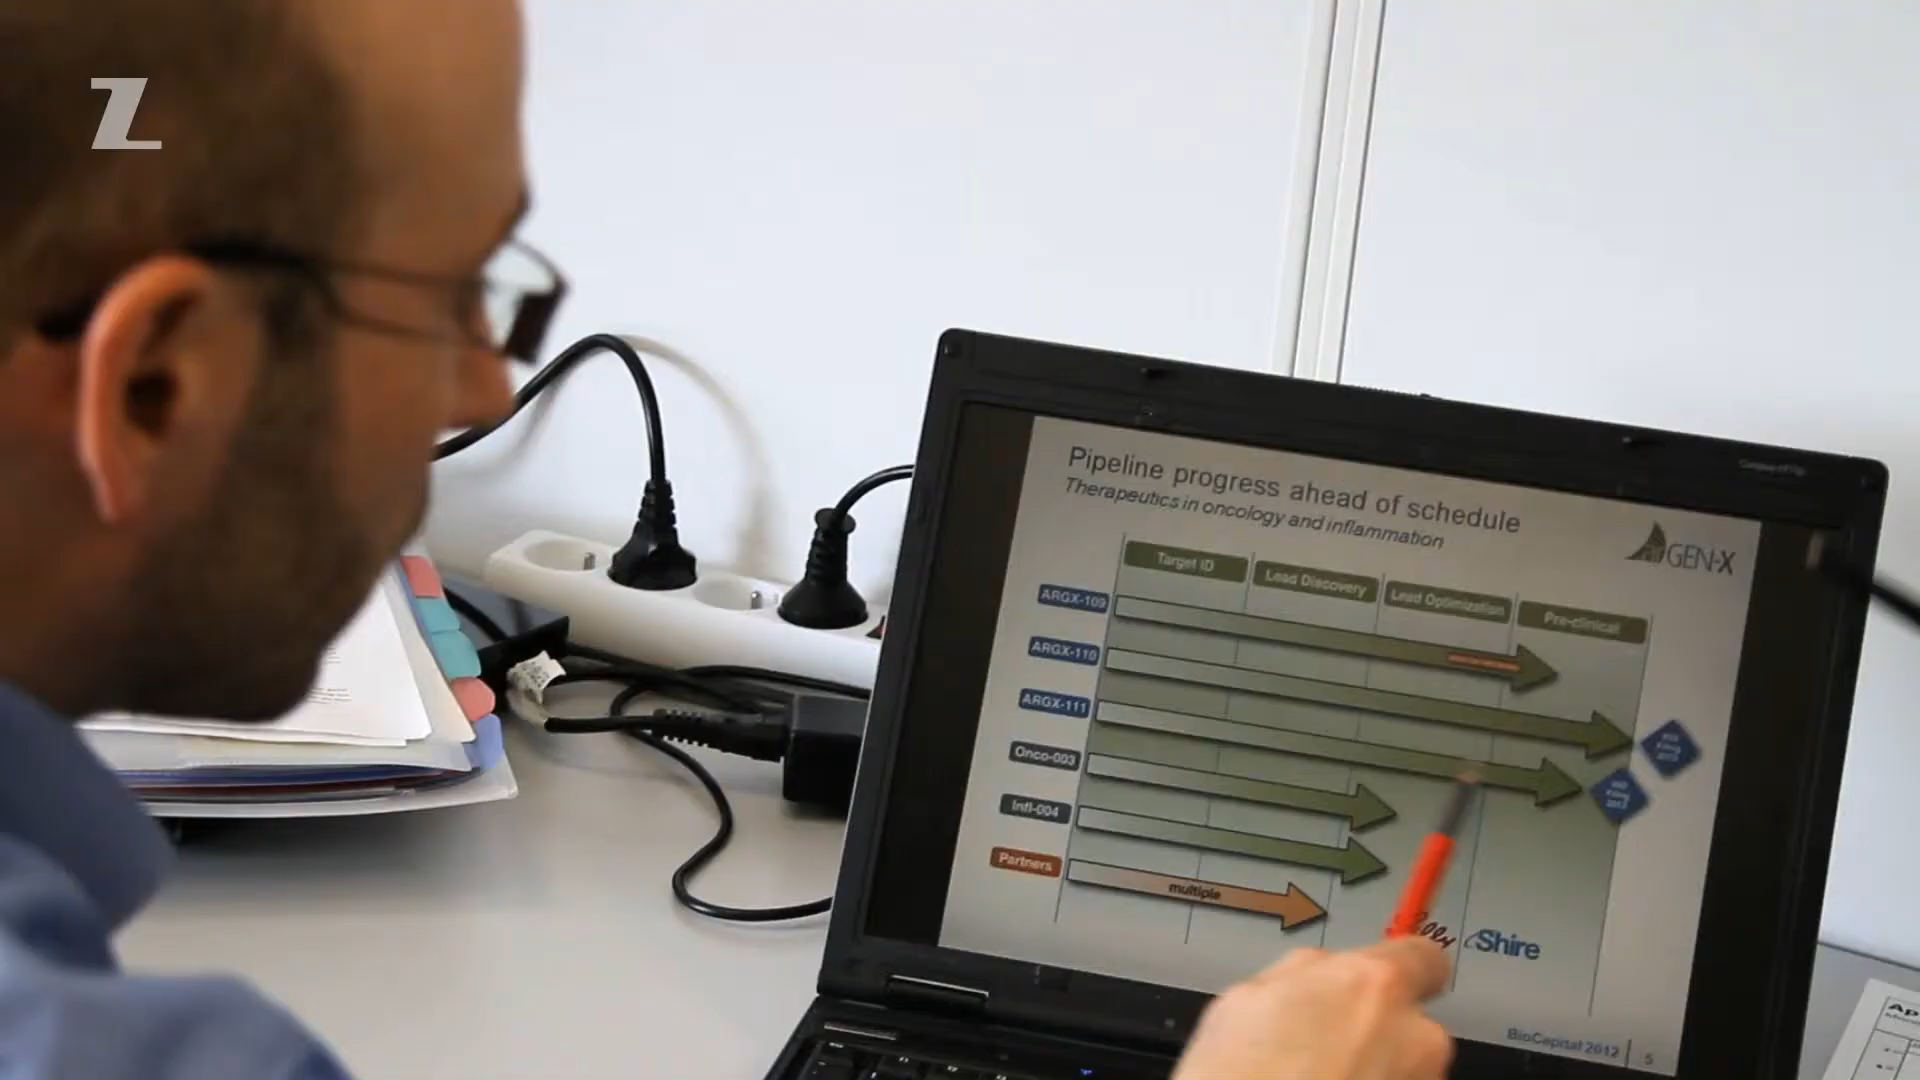 Z
Pipeline progress ahead of schedule
Therapeutics in oncology and inflammation
GEN-X
Target ID
Lead Discovery
Lead Optimization
Pre-clinical
ARGX-109
ARGX-110
ARGX-111
Onco-003
Infl-004
Partners
multiple
Shire
BioCapital 2012
5
Ap